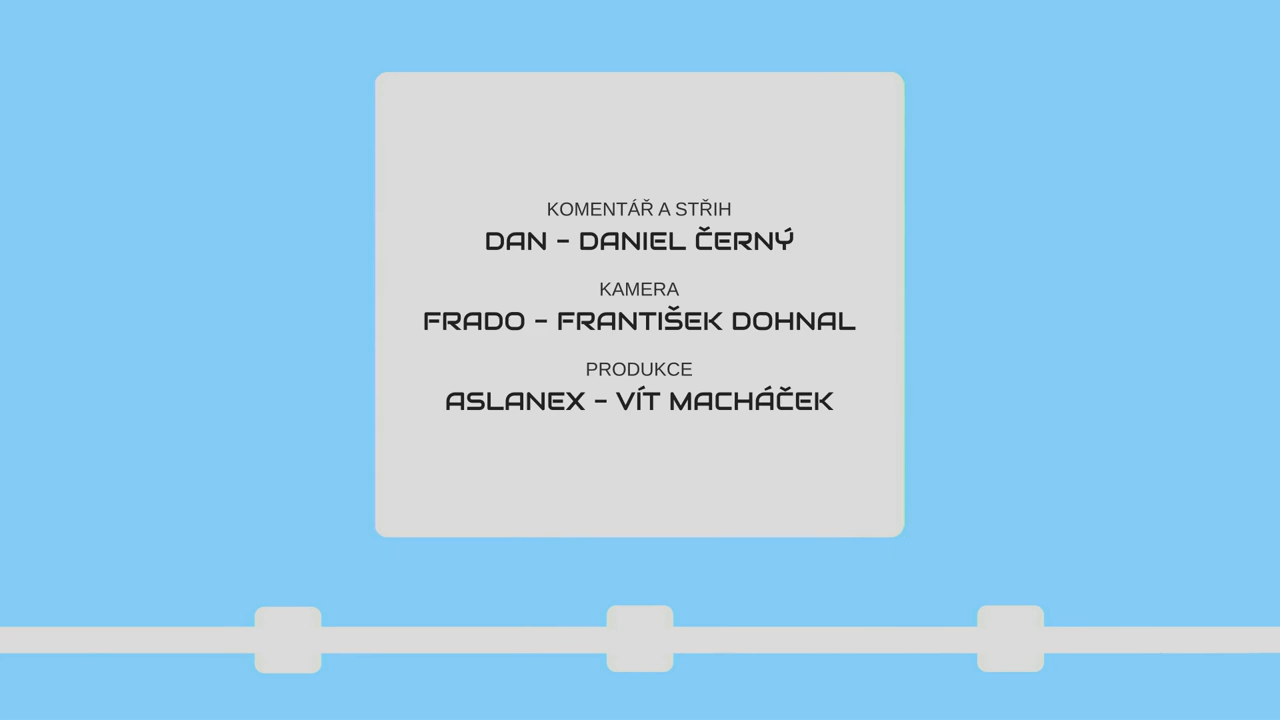 KOMENTÁŘ A STŘIH
DAN - DANIEL ČERNÝ
KAMERA
FRADO - FRANTIŠEK DOHNAL
PRODUKCE
ASLANEX - VÍT MACHÁČEK